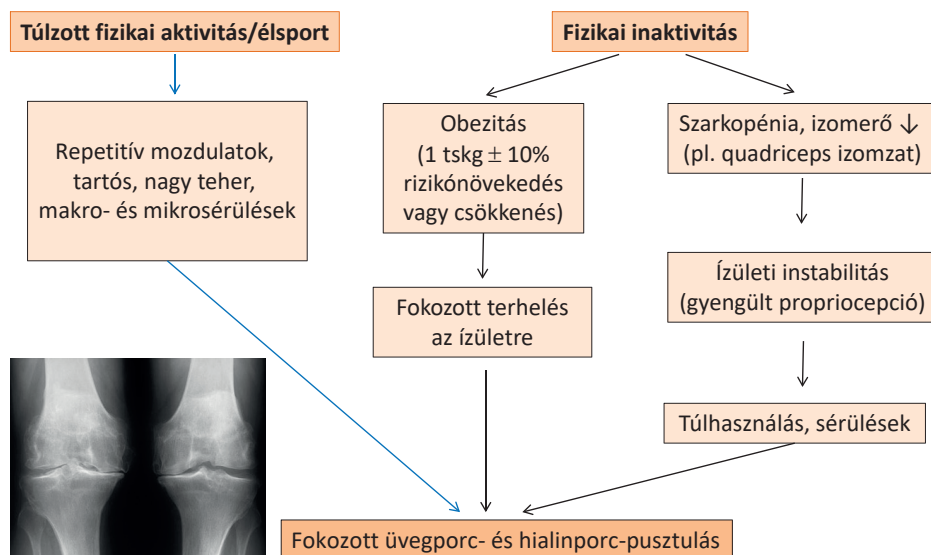 Túlzott fizikai aktivitás/élsport
Fizikai inaktivitás
Repetitív mozdulatok,
tartós, nagy teher,
makro- és mikrosérülések
Obezitás
(1 tskg ± 10%
rizikónövekedés
vagy csökkenés)
Szarkopénia, izomerő ↓
(pl. quadriceps izomzat)
Fokozott terhelés
az ízületre
Ízületi instabilitás
(gyengült propriocepció)
Túlhasználás, sérülések
Fokozott üvegporc- és hialinporc-pusztulás